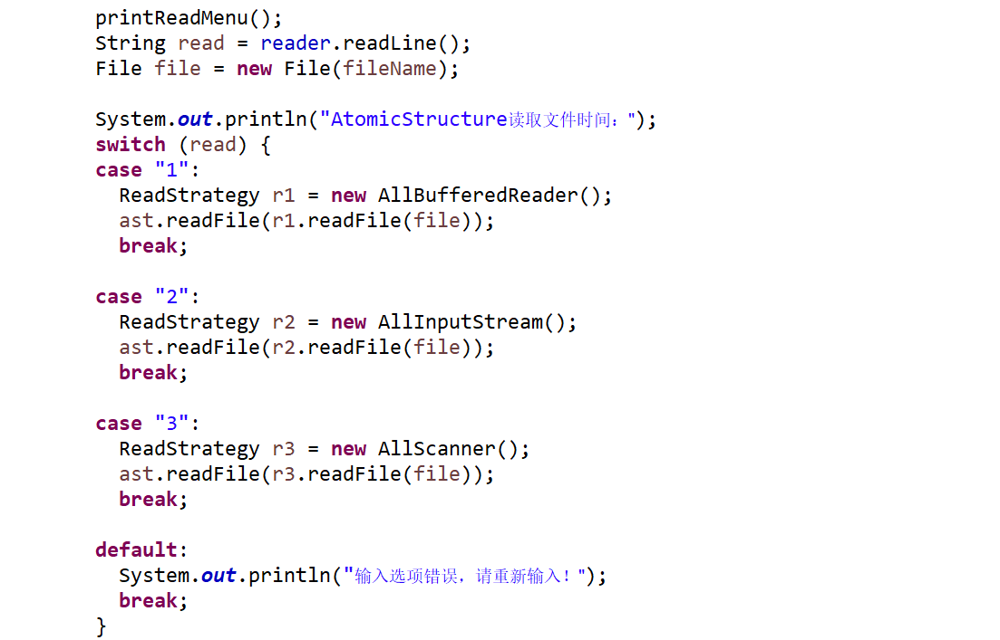 printReadMenu();
String read = reader.readLine();
File file = new File(fileName);
System.out.println("AtomicStructure读取文件时间：");
switch (read) {
case "1":
ReadStrategy r1 = new AllBufferedReader();
ast.readFile(r1.readFile(file));
break;
case "2":
ReadStrategy r2 = new AllInputStream();
ast.readFile(r2.readFile(file));
break;
case "3":
ReadStrategy r3 = new AllScanner();
ast.readFile(r3.readFile(file));
break;
default:
System.out.println("输入选项错误，请重新输入！");
break;
}